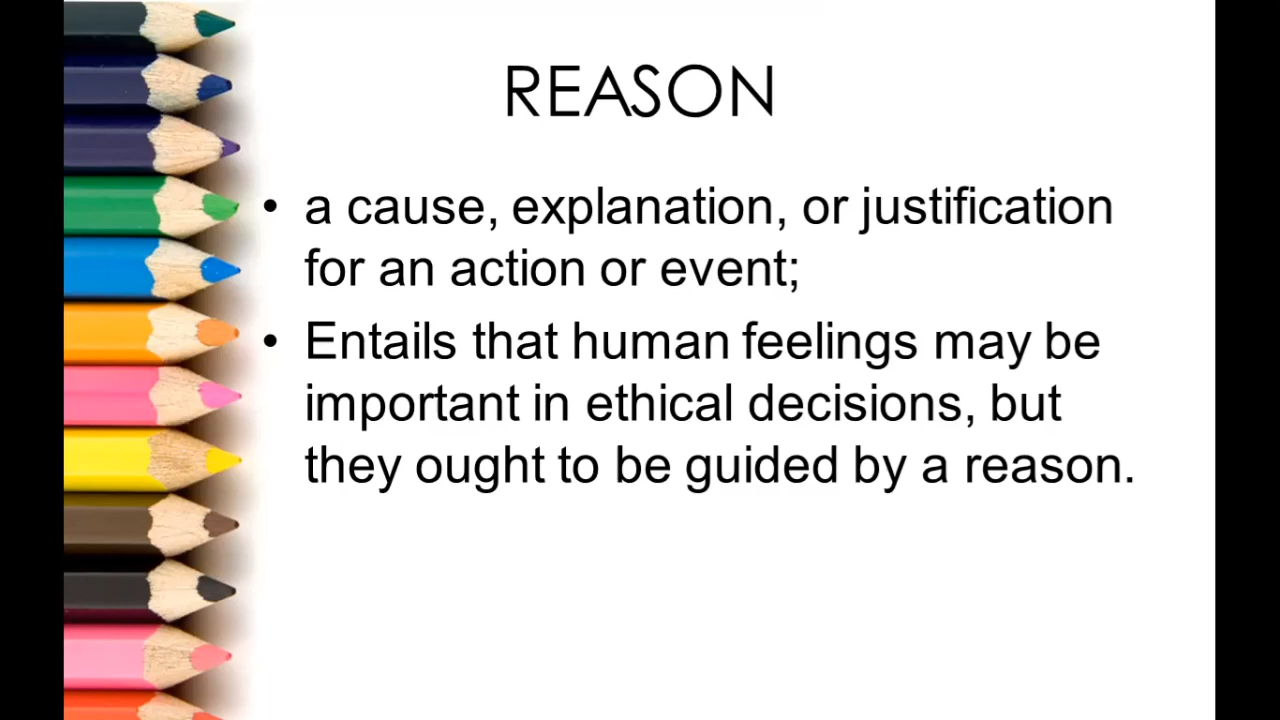 REASON
• a cause, explanation, or justification
for an action or event;
• Entails that human feelings may be
important in ethical decisions, but
they ought to be guided by a reason.